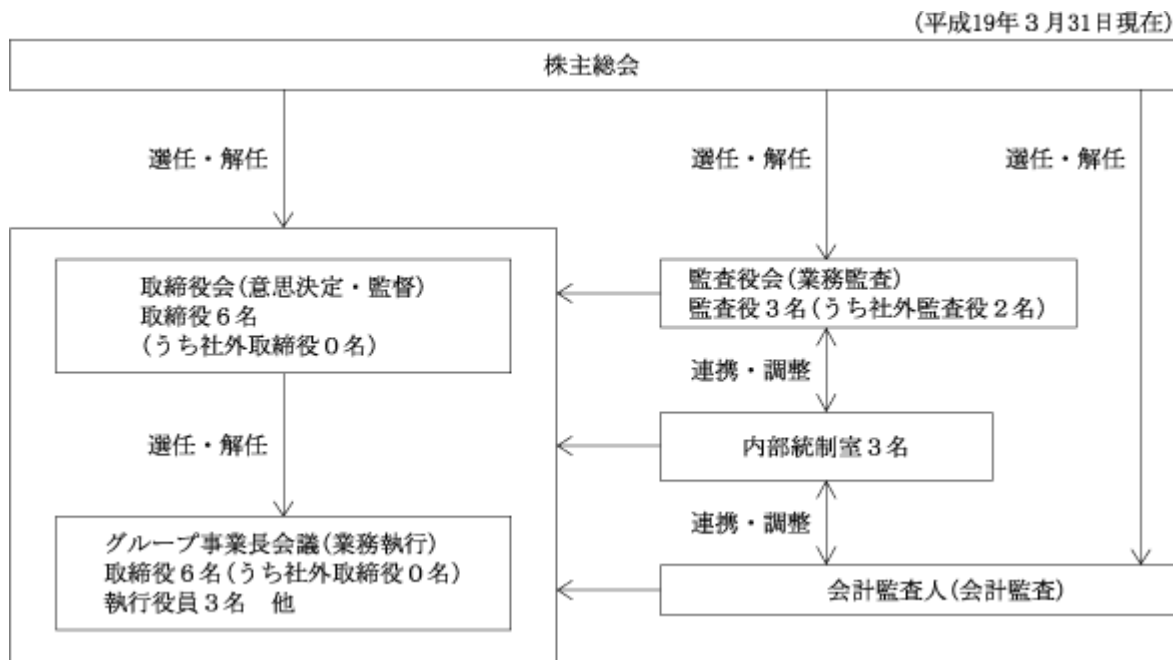 (平成19年3月31日現在)
株主総会
選任・解任
選任・解任
選任・解任
取締役会(意思決定・監督)
取締役6名
(うち社外取締役0名)
監査役会(業務監査)
監査役3名(うち社外監査役2名)
連携・調整
選任・解任
内部統制室3名
連携・調整
グループ事業長会議(業務執行)
取締役6名(うち社外取締役0名)
執行役員3名 他
会計監査人(会計監査)